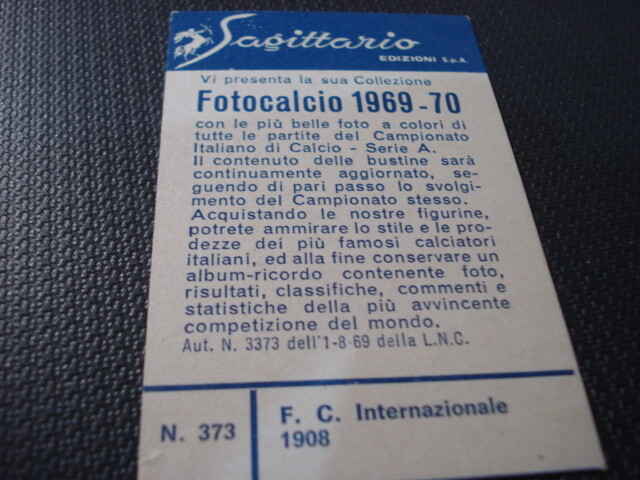 Sagittario
EDIZIONI S.p.A.
Vi presenta la sua Collezione
Fotocalcio 1969-70
con le più belle foto a colori di
tutte le partite del Campionato
Italiano di Calcio - Serie A.
Il contenuto delle bustine sarà
continuamente aggiornato, se-
guendo di pari passo lo svolgi-
mento del Campionato stesso.
Acquistando le nostre figurine,
potrete ammirare lo stile e le pro-
dezze dei più famosi calciatori
italiani, ed alla fine conservare un
album-ricordo contenente foto,
risultati, classifiche, commenti e
statistiche della più avvincente
competizione del mondo.
Aut. N. 3373 dell'1-8-69 della L.N.C.
N. 373
F. C. Internazionale
1908